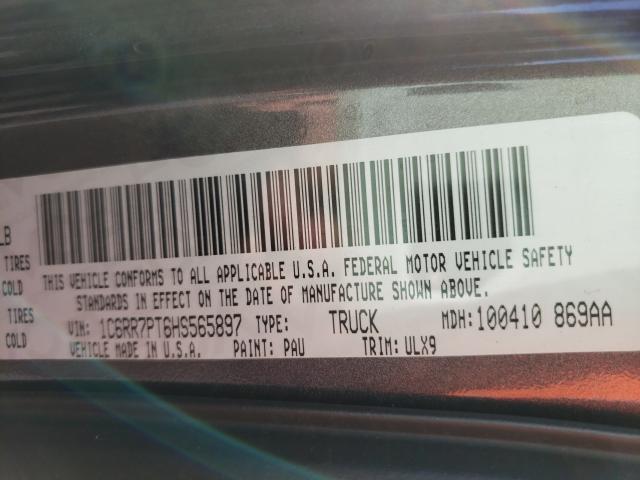 LB
TIRES
COLD
THIS VEHICLE CONFORMS TO ALL APPLICABLE U.S.A. FEDERAL MOTOR VEHICLE SAFETY
STANDARDS IN EFFECT ON THE DATE OF MANUFACTURE SHOWN ABOVE.
TIRES
VIN: 1C6RR7PT6HS565897 TYPE: TRUCK MDH:100410 869AA
COLD VEHICLE MADE IN U.S.A. PAINT: PAU TRIM: ULX9